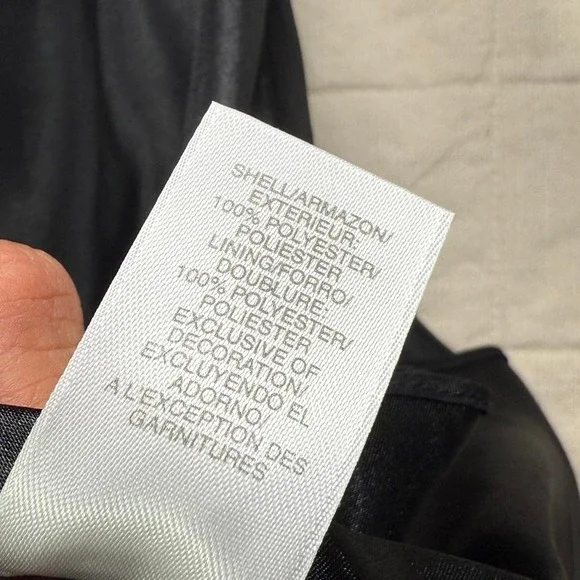 SHELL/ARMAZON/
EXTERIEUR:
100% POLYESTER/
POLIESTER
LINING/FORRO/
DOUBLURE:
100% POLYESTER/
POLIESTER
EXCLUSIVE OF
DECORATION/
EXCLUYENDO EL
ADORNO/
A L'EXCEPTION DES
GARNITURES